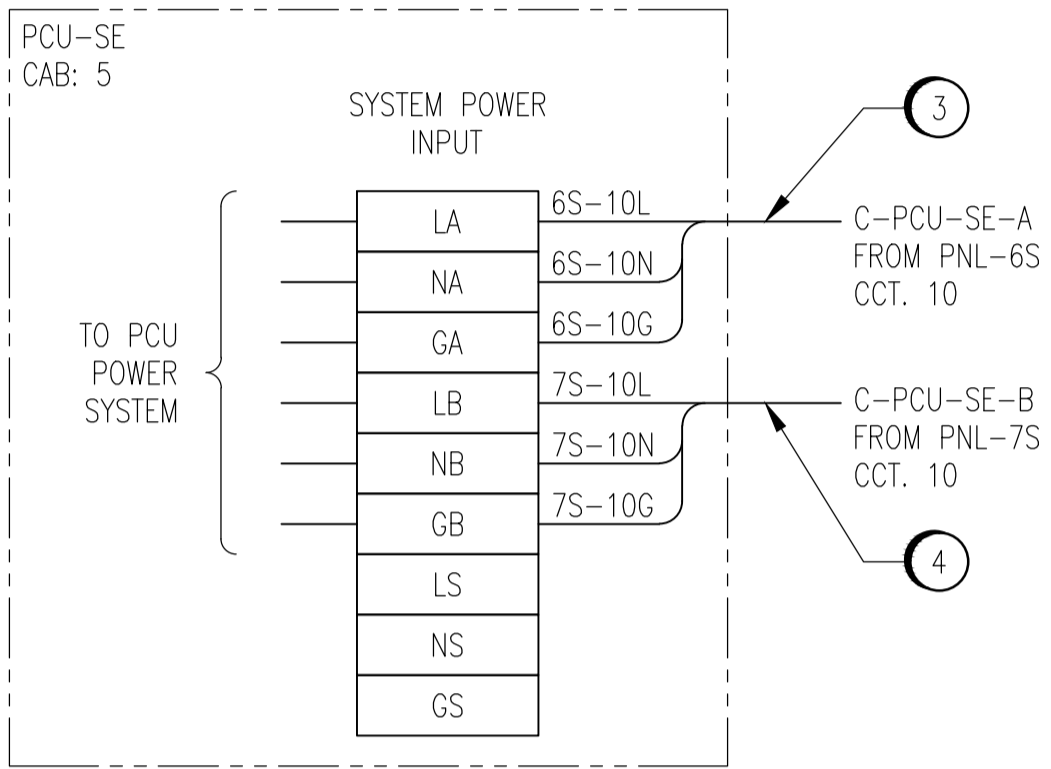 PCU-SE
CAB: 5
SYSTEM POWER
INPUT
3
LA
6S-10L
C-PCU-SE-A
FROM PNL-6S
CCT. 10
NA
6S-10N
GA
6S-10G
TO PCU
POWER
SYSTEM
LB
7S-10L
C-PCU-SE-B
FROM PNL-7S
CCT. 10
NB
7S-10N
GB
7S-10G
4
LS
NS
GS